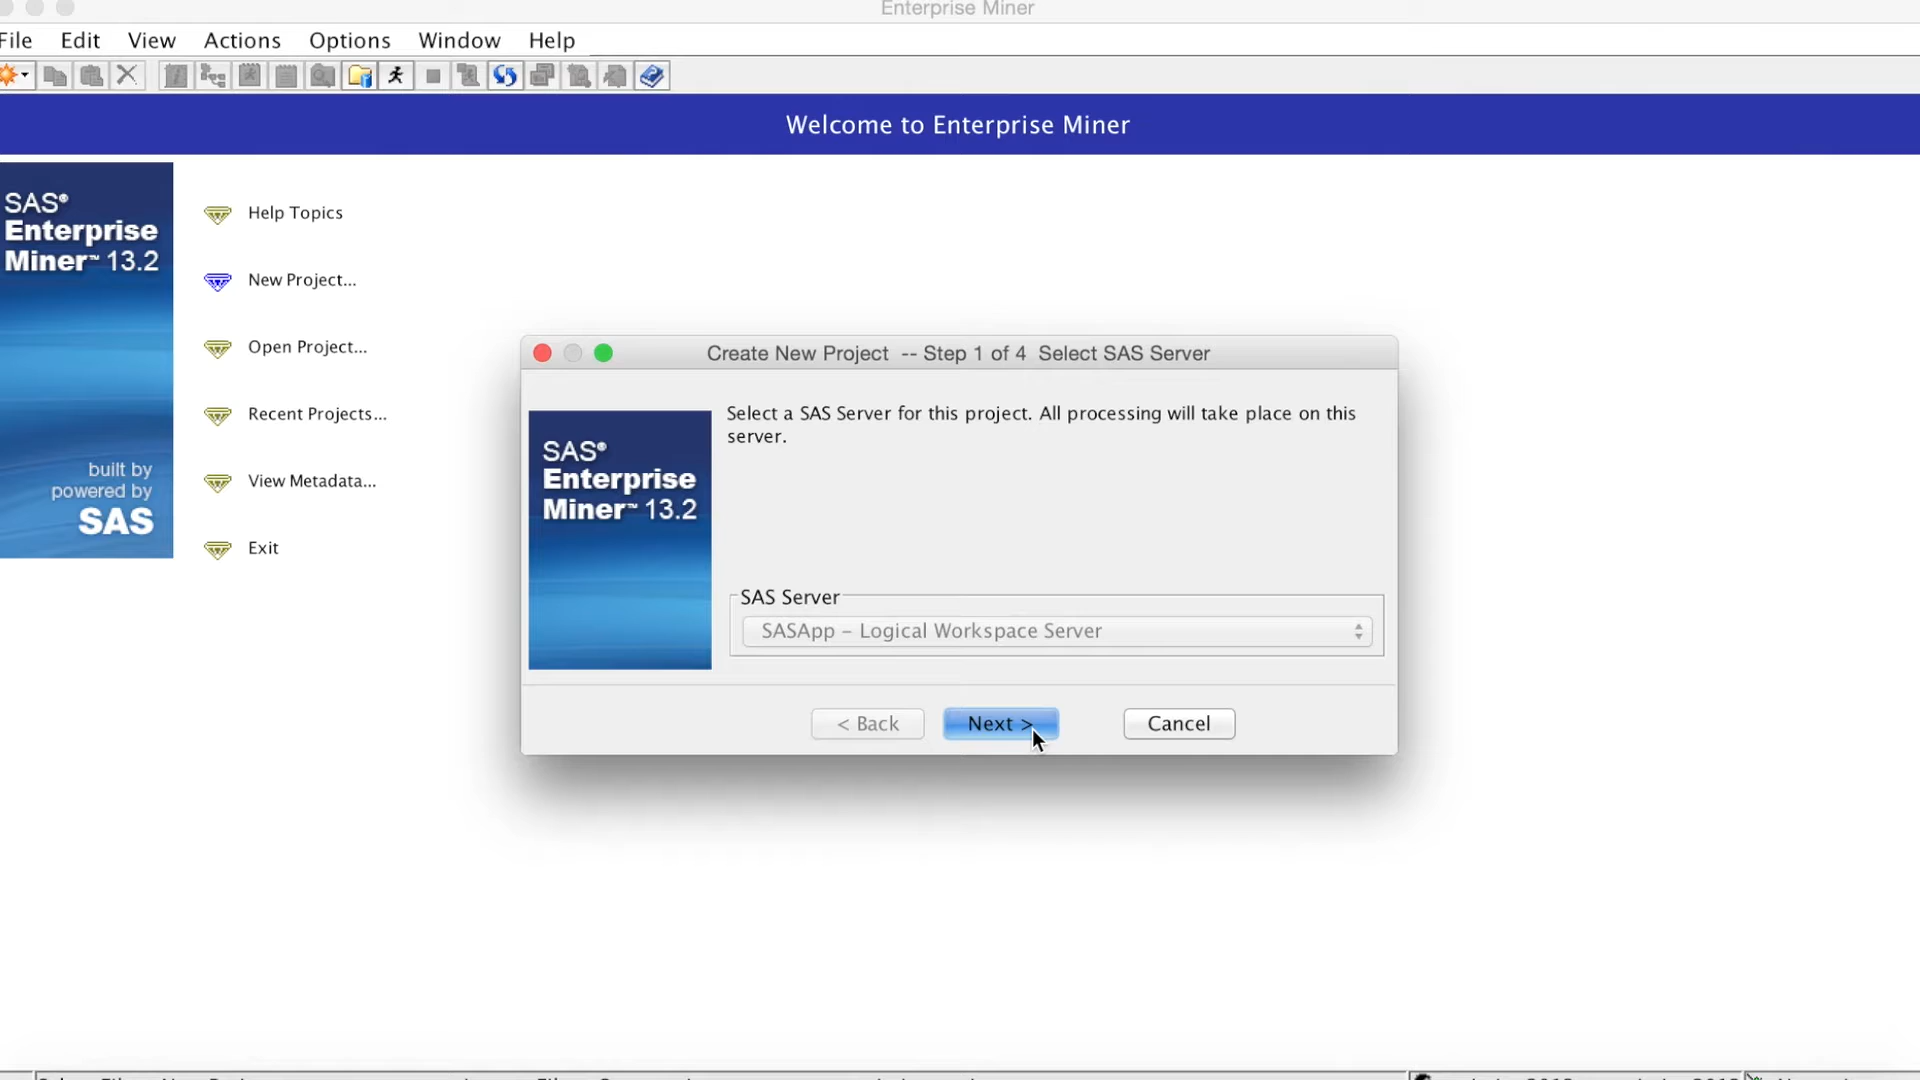 Enterprise Miner
File Edit View Actions Options Window Help
Welcome to Enterprise Miner
SAS®
Enterprise
Miner™ 13.2
built by
powered by
SAS
Help Topics
New Project...
Open Project...
Recent Projects...
View Metadata...
Exit
Create New Project -- Step 1 of 4 Select SAS Server
SAS®
Enterprise
Miner™ 13.2
Select a SAS Server for this project. All processing will take place on this
server.
SAS Server
SASApp – Logical Workspace Server
< Back Next > Cancel